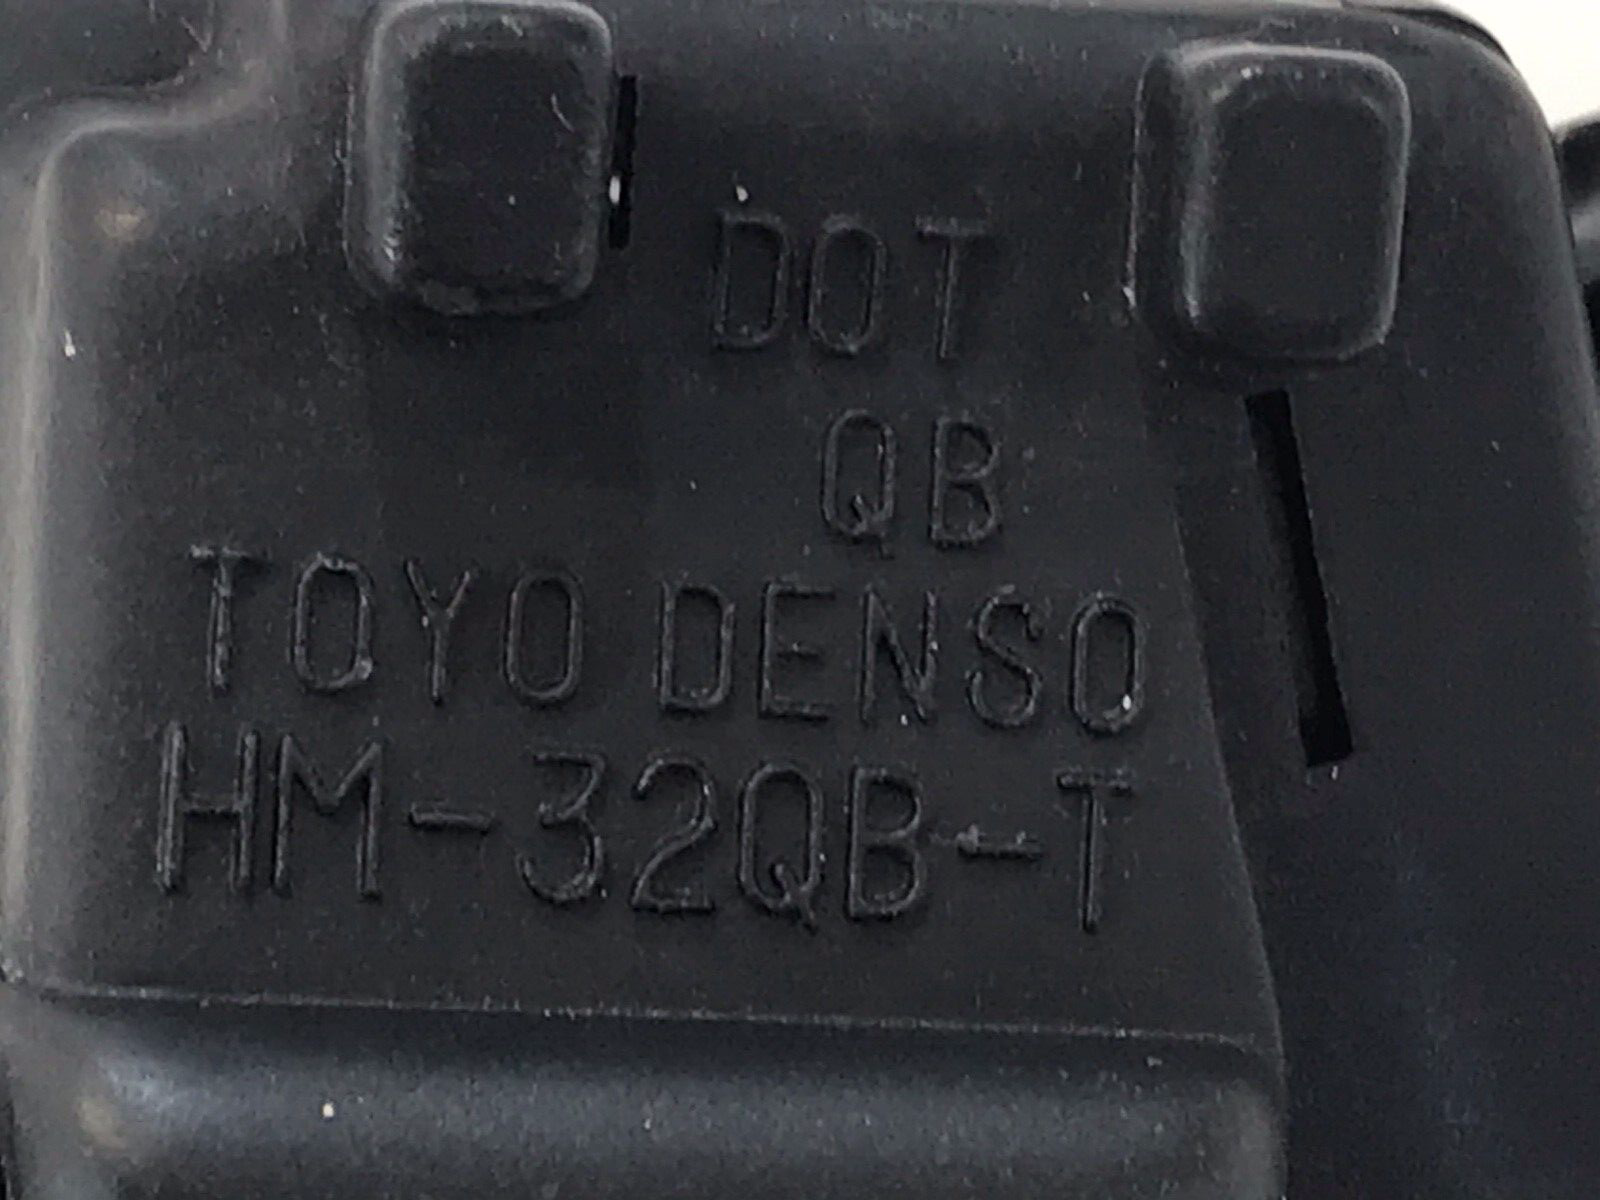 DOT
QB
TOYO DENSO
HM-32QB-T